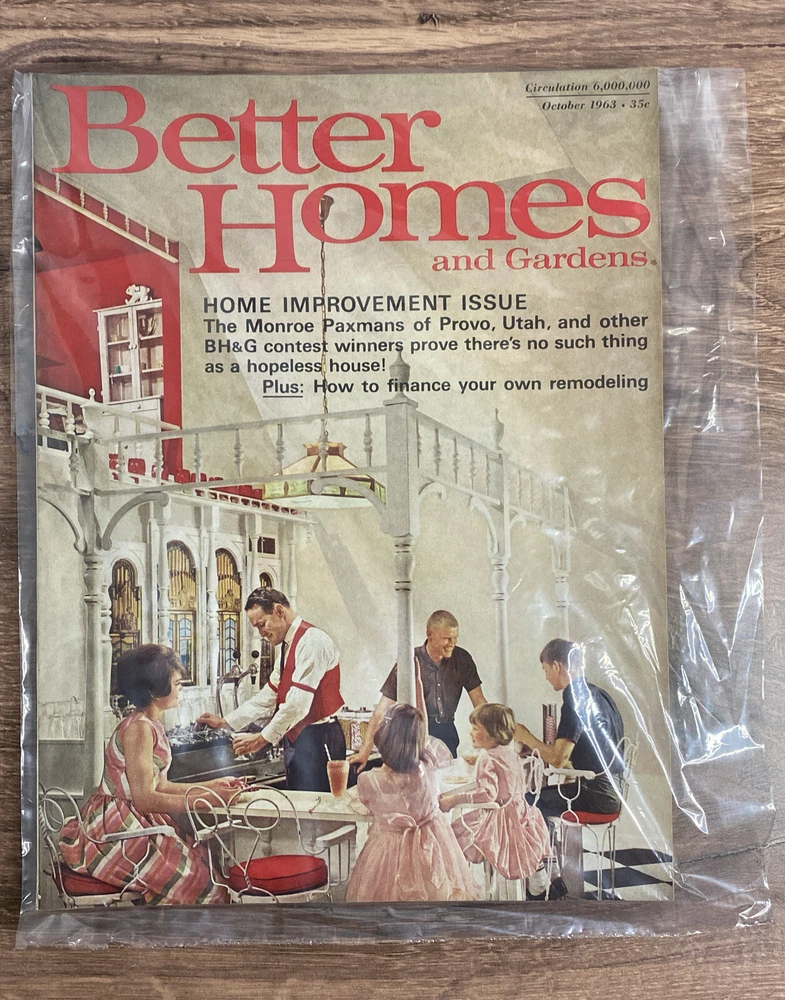 Circulation 6,000,000
October 1963 • 35c
Better
Homes
and Gardens
HOME IMPROVEMENT ISSUE
The Monroe Paxmans of Provo, Utah, and other
BH&G contest winners prove there's no such thing
as a hopeless house!
Plus: How to finance your own remodeling